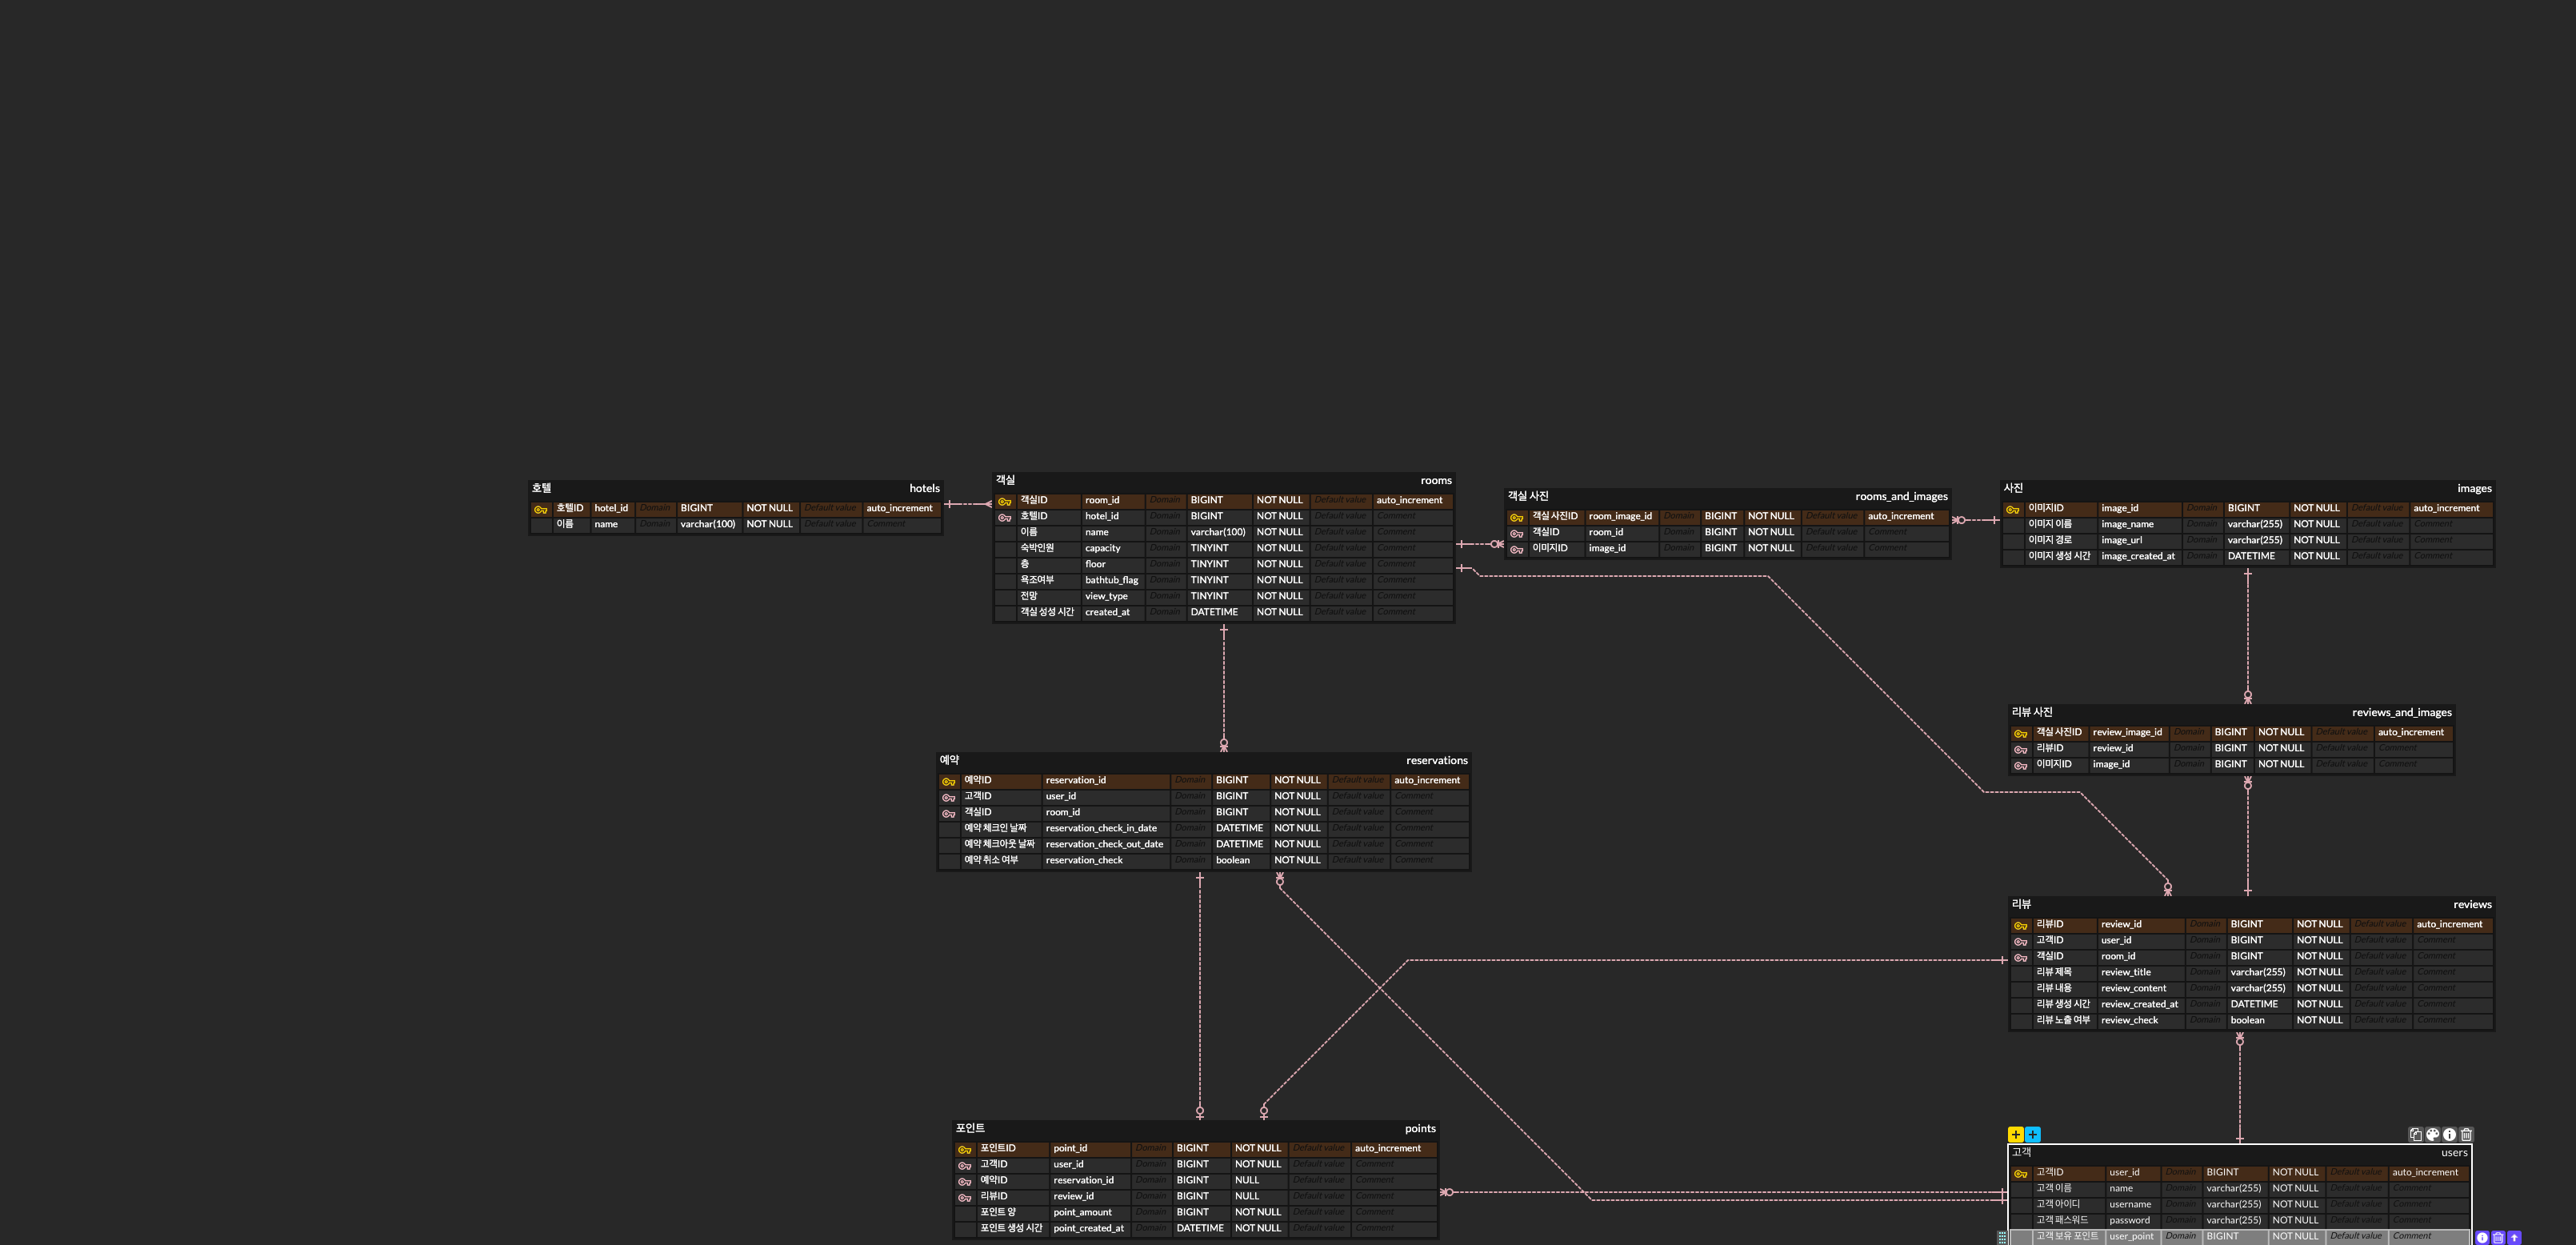 호텔 hotels
호텔ID hotel_id Domain BIGINT NOT NULL Default value auto_increment
이름 name Domain varchar(100) NOT NULL Default value Comment
객실 rooms
객실ID room_id Domain BIGINT NOT NULL Default value auto_increment
호텔ID hotel_id Domain BIGINT NOT NULL Default value Comment
이름 name Domain varchar(100) NOT NULL Default value Comment
숙박인원 capacity Domain TINYINT NOT NULL Default value Comment
층 floor Domain TINYINT NOT NULL Default value Comment
욕조여부 bathtub_flag Domain TINYINT NOT NULL Default value Comment
전망 view_type Domain TINYINT NOT NULL Default value Comment
객실 성성 시간 created_at Domain DATETIME NOT NULL Default value Comment
객실 사진 rooms_and_images
객실 사진ID room_image_id Domain BIGINT NOT NULL Default value auto_increment
객실ID room_id Domain BIGINT NOT NULL Default value Comment
이미지ID image_id Domain BIGINT NOT NULL Default value Comment
사진 images
이미지ID image_id Domain BIGINT NOT NULL Default value auto_increment
이미지 이름 image_name Domain varchar(255) NOT NULL Default value Comment
이미지 경로 image_url Domain varchar(255) NOT NULL Default value Comment
이미지 생성 시간 image_created_at Domain DATETIME NOT NULL Default value Comment
리뷰 사진 reviews_and_images
객실 사진ID review_image_id Domain BIGINT NOT NULL Default value auto_increment
리뷰ID review_id Domain BIGINT NOT NULL Default value Comment
이미지ID image_id Domain BIGINT NOT NULL Default value Comment
예약 reservations
예약ID reservation_id Domain BIGINT NOT NULL Default value auto_increment
고객ID user_id Domain BIGINT NOT NULL Default value Comment
객실ID room_id Domain BIGINT NOT NULL Default value Comment
예약 체크인 날짜 reservation_check_in_date Domain DATETIME NOT NULL Default value Comment
예약 체크아웃 날짜 reservation_check_out_date Domain DATETIME NOT NULL Default value Comment
예약 취소 여부 reservation_check Domain boolean NOT NULL Default value Comment
리뷰 reviews
리뷰ID review_id Domain BIGINT NOT NULL Default value auto_increment
고객ID user_id Domain BIGINT NOT NULL Default value Comment
객실ID room_id Domain BIGINT NOT NULL Default value Comment
리뷰 제목 review_title Domain varchar(255) NOT NULL Default value Comment
리뷰 내용 review_content Domain varchar(255) NOT NULL Default value Comment
리뷰 생성 시간 review_created_at Domain DATETIME NOT NULL Default value Comment
리뷰 노출 여부 review_check Domain boolean NOT NULL Default value Comment
포인트 points
포인트ID point_id Domain BIGINT NOT NULL Default value auto_increment
고객ID user_id Domain BIGINT NOT NULL Default value Comment
예약ID reservation_id Domain BIGINT NULL Default value Comment
리뷰ID review_id Domain BIGINT NULL Default value Comment
포인트 양 point_amount Domain BIGINT NOT NULL Default value Comment
포인트 생성 시간 point_created_at Domain DATETIME NOT NULL Default value Comment
고객 users
고객ID user_id Domain BIGINT NOT NULL Default value auto_increment
고객 이름 name Domain varchar(255) NOT NULL Default value Comment
고객 아이디 username Domain varchar(255) NOT NULL Default value Comment
고객 패스워드 password Domain varchar(255) NOT NULL Default value Comment
고객 보유 포인트 user_point Domain BIGINT NOT NULL Default value Comment